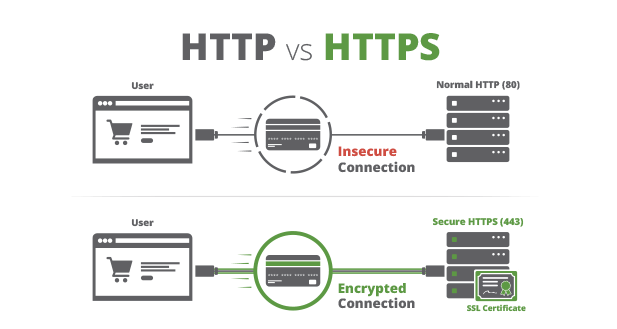 HTTP vs HTTPS
User
Normal HTTP (80)
Insecure
Connection
User
Secure HTTPS (443)
Encrypted
Connection
SSL Certificate